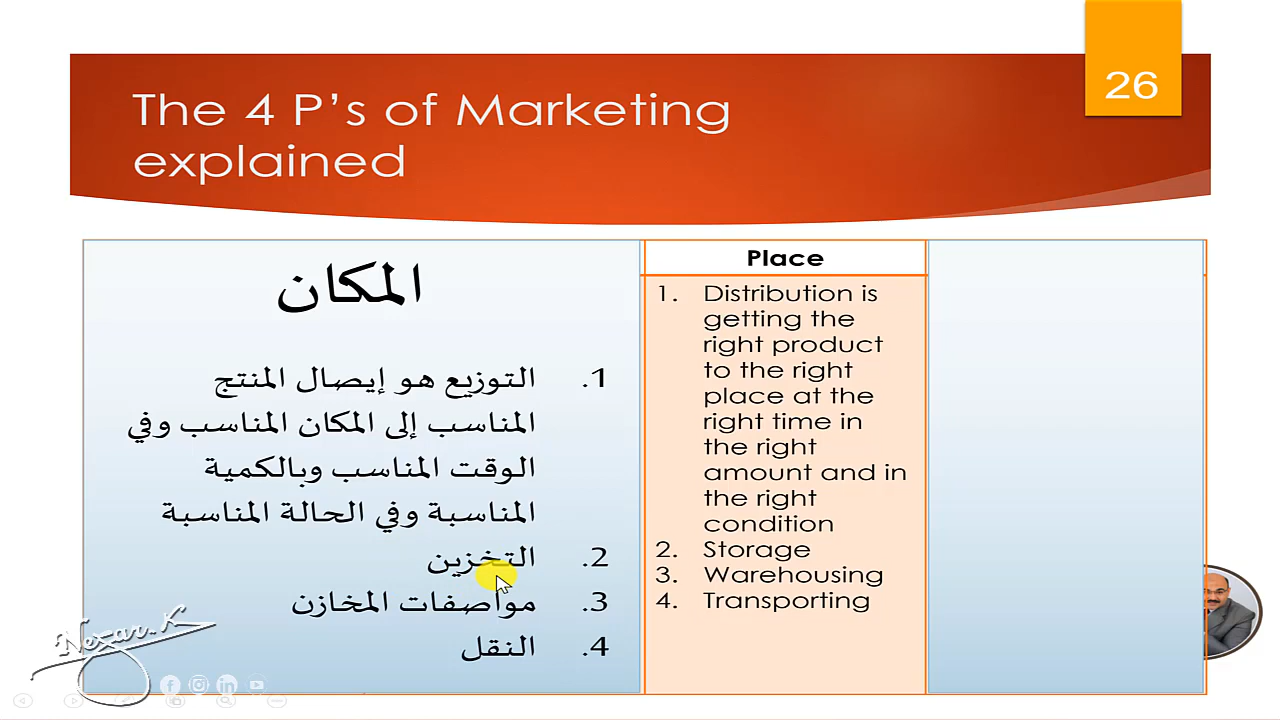 26
The 4 P's of Marketing
explained
المكان
1. التوزيع هو إيصال المنتج
المناسب إلى المكان المناسب وفي
الوقت المناسب وبالكمية
المناسبة وفي الحالة المناسبة
2. التخزين
3. مواصفات المخازن
4. النقل
Place
1. Distribution is
getting the
right product
to the right
place at the
right time in
the right
amount and in
the right
condition
2. Storage
3. Warehousing
4. Transporting
Nezar.K